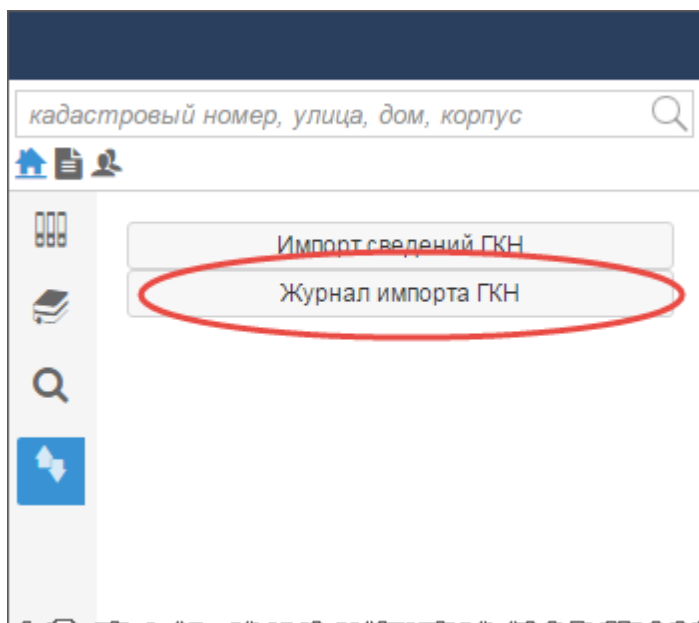 кадастровый номер, улица, дом, корпус
Импорт сведений ГКН
Журнал импорта ГКН